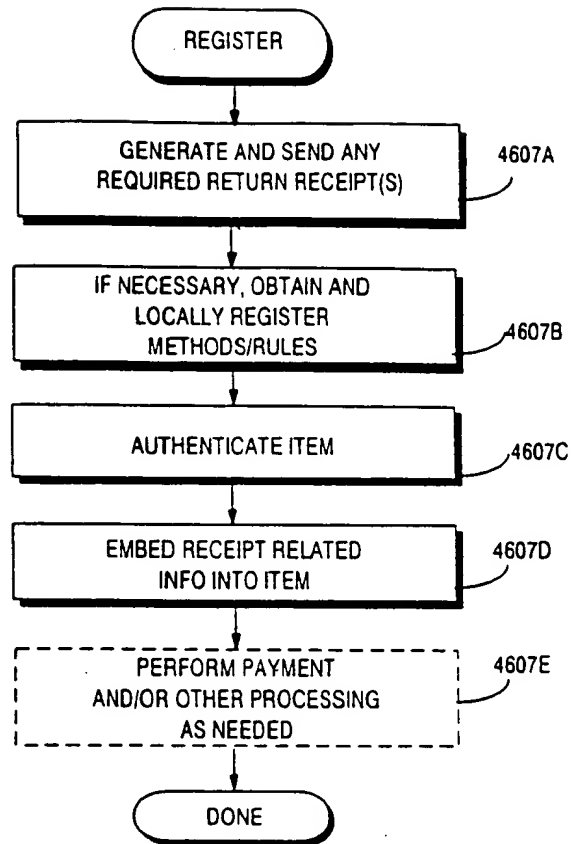 REGISTER
GENERATE AND SEND ANY
REQUIRED RETURN RECEIPT(S)
4607A
IF NECESSARY, OBTAIN AND
LOCALLY REGISTER
METHODS/RULES
4607B
AUTHENTICATE ITEM
4607C
EMBED RECEIPT RELATED
INFO INTO ITEM
4607D
PERFORM PAYMENT
AND/OR OTHER PROCESSING
AS NEEDED
4607E
DONE